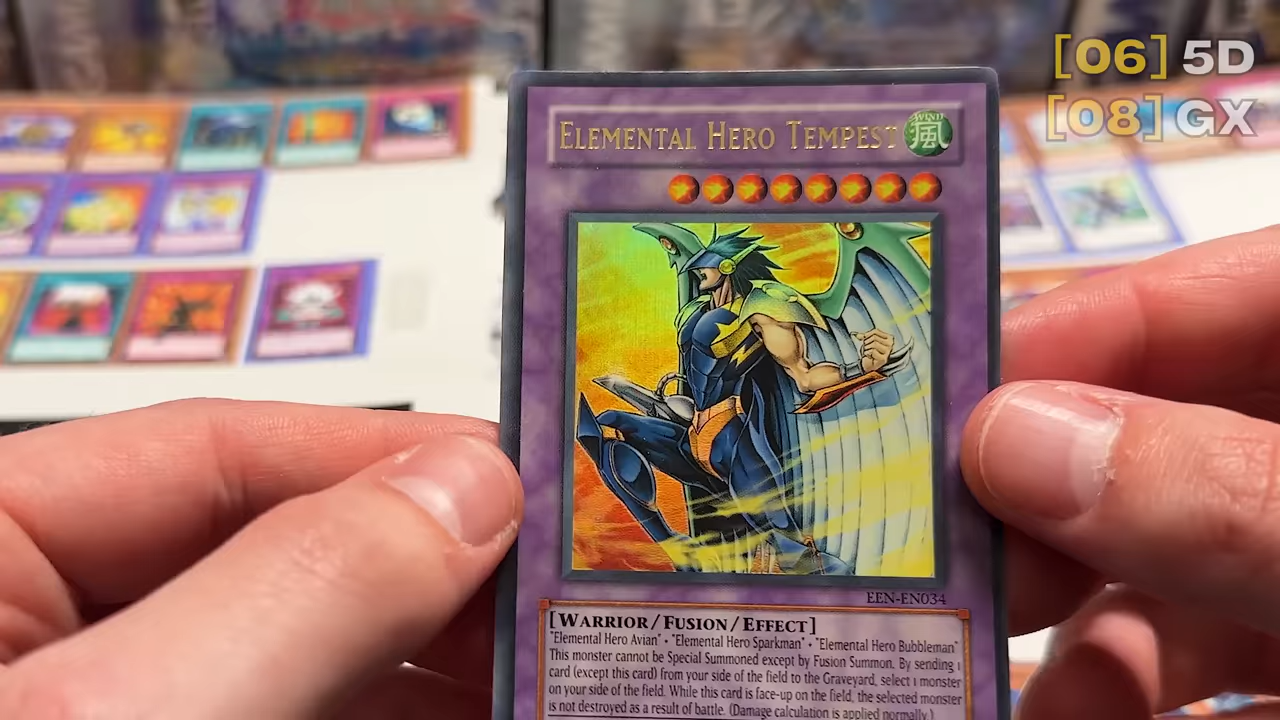 [06] 5D
[08] GX
ELEMENTAL HERO TEMPEST
WIND
風
EEN-EN034
[WARRIOR/FUSION/EFFECT]
"Elemental Hero Avian" • "Elemental Hero Sparkman" • "Elemental Hero Bubbleman"
This monster cannot be Special Summoned except by Fusion Summon. By sending 1
card (except this card) from your side of the field to the Graveyard, select 1 monster
on your side of the field. While this card is face-up on the field, the selected monster
is not destroyed as a result of battle. (Damage calculation is applied normally.)